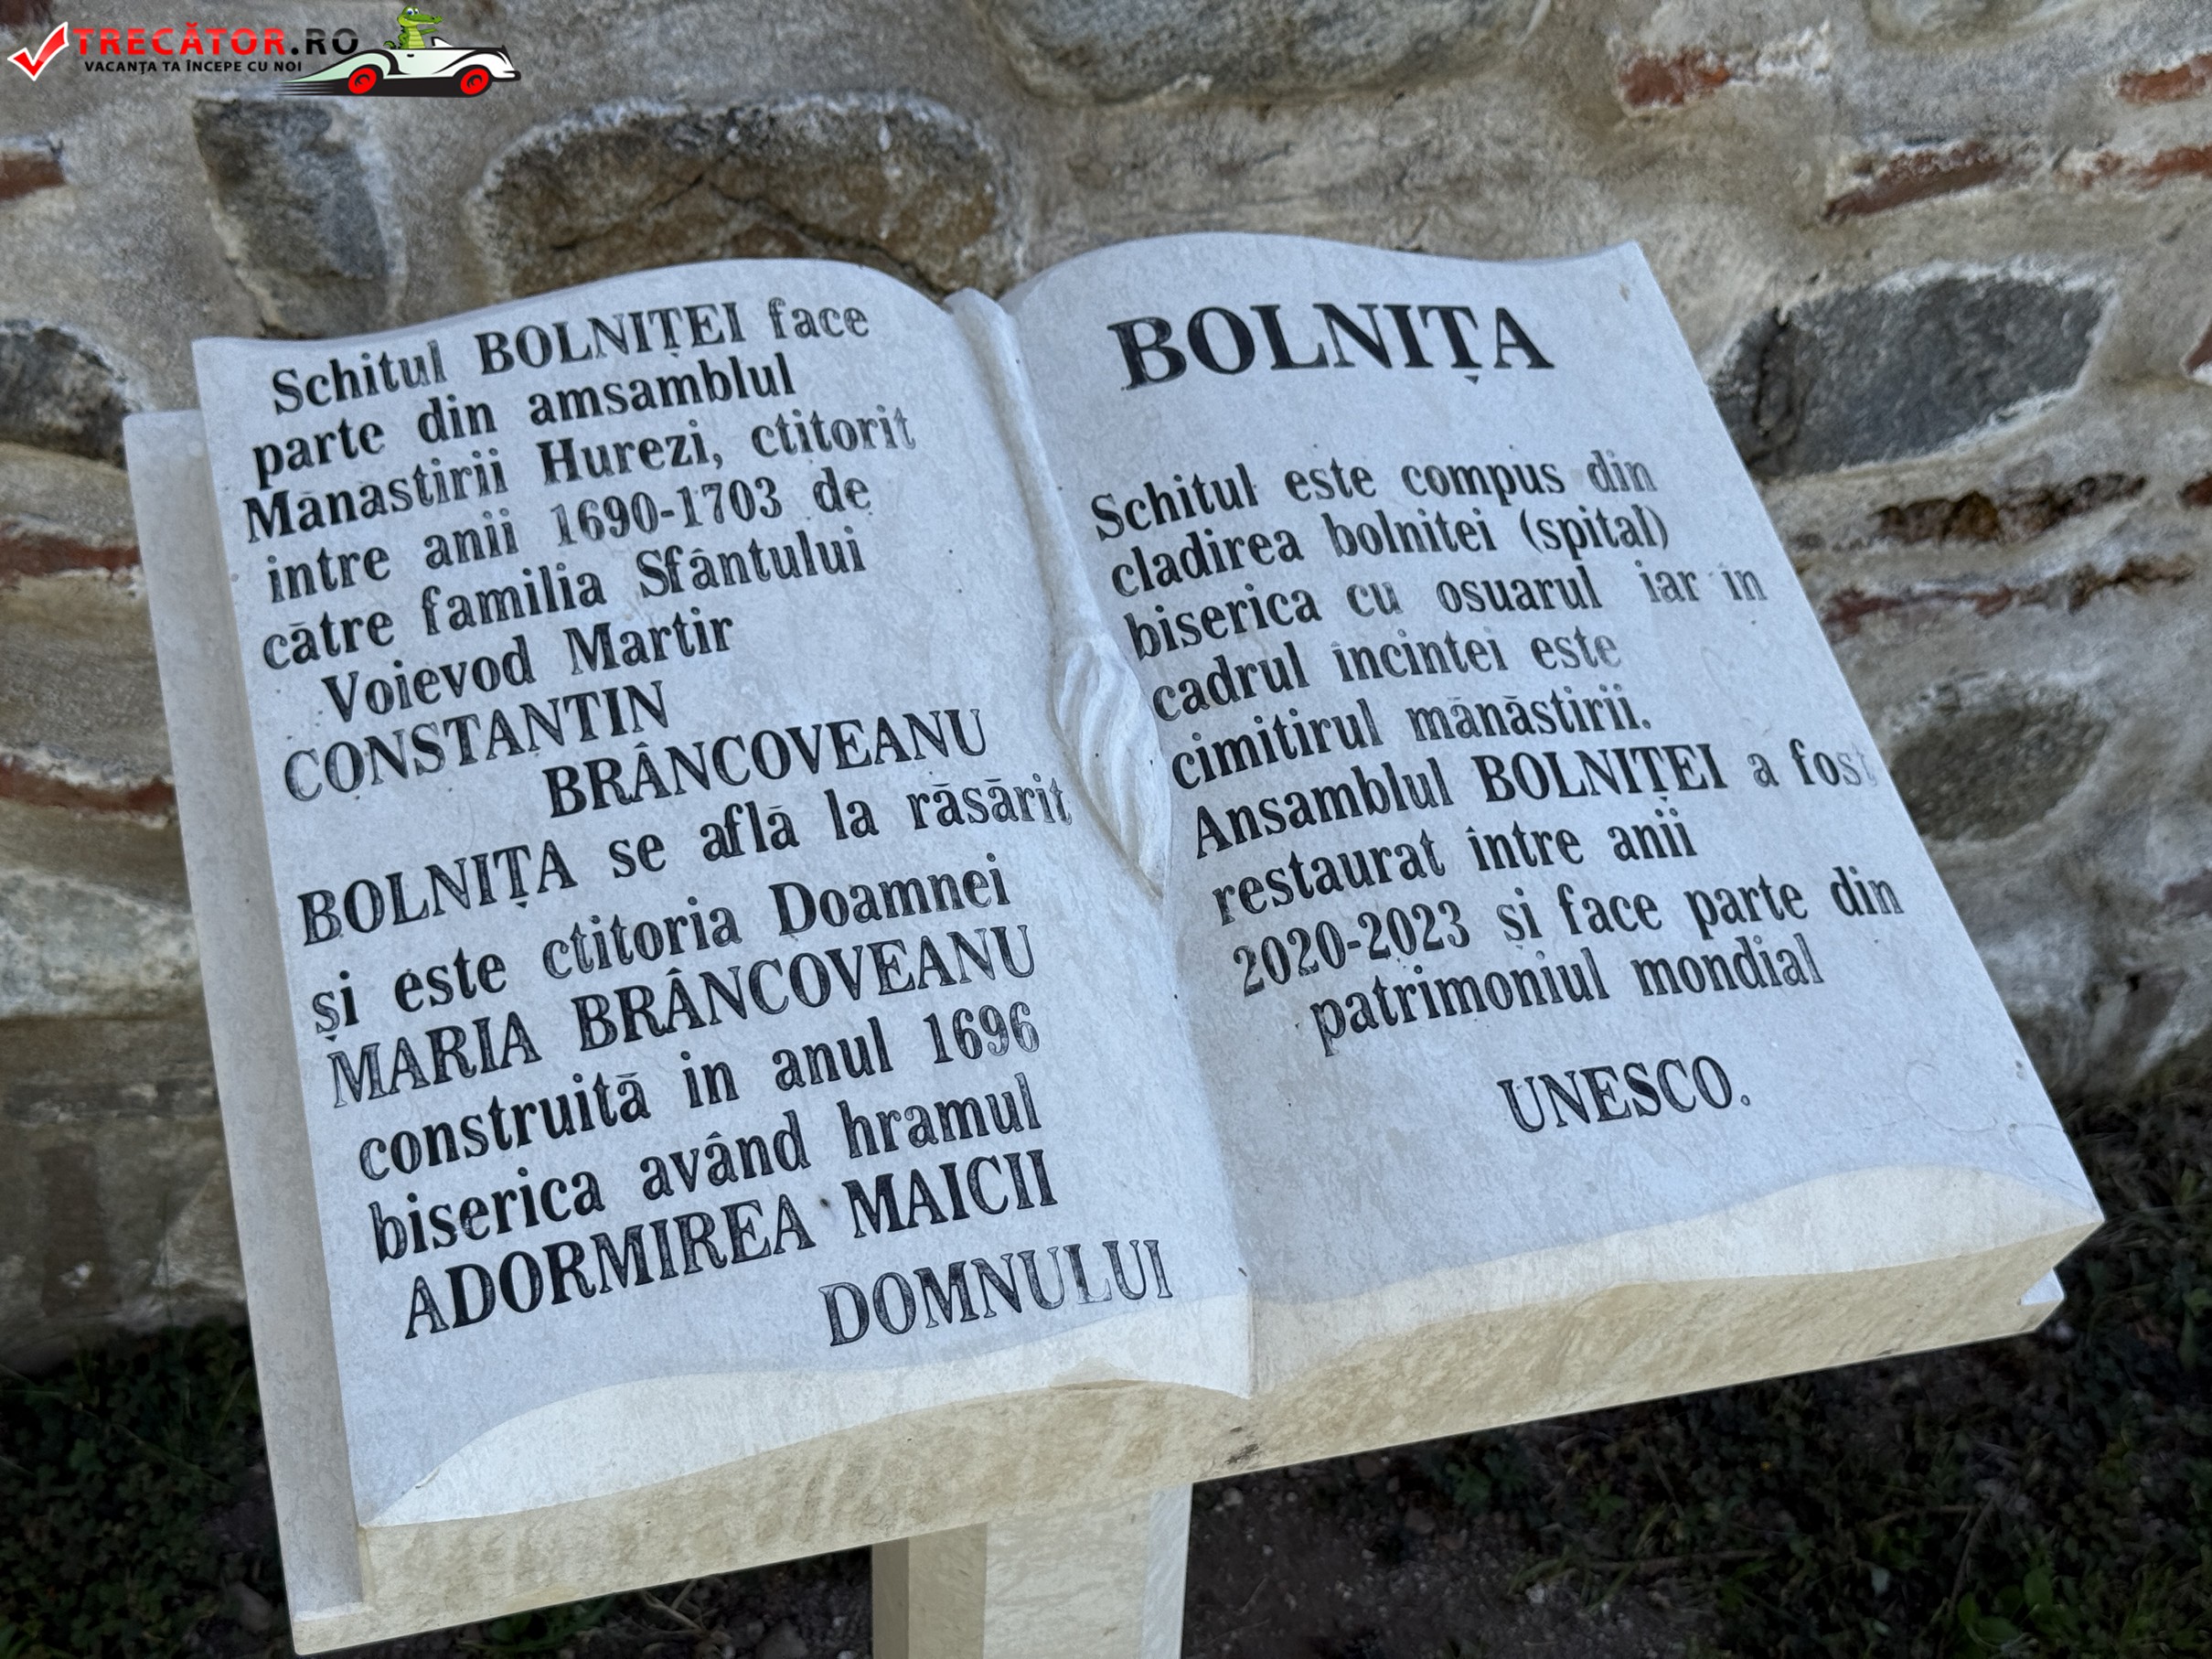 TRECĂTOR.RO
VACANȚA TA ÎNCEPE CU NOI
Schitul BOLNIȚEI face
parte din amsamblul
Mănăstirii Hurezi, ctitorit
intre anii 1690-1703 de
către familia Sfântului
Voievod Martir
CONSTANTIN
BRÂNCOVEANU
BOLNIȚA se află la răsărit
și este ctitoria Doamnei
MARIA BRÂNCOVEANU
construită in anul 1696
biserica având hramul
ADORMIREA MAICII
DOMNULUI
BOLNIȚA
Schitul este compus din
cladirea bolnitei (spital)
biserica cu osuarul iar în
cadrul incintei este
cimitirul mănăstirii.
Ansamblul BOLNIȚEI a fost
restaurat între anii
2020-2023 și face parte din
patrimoniul mondial
UNESCO.